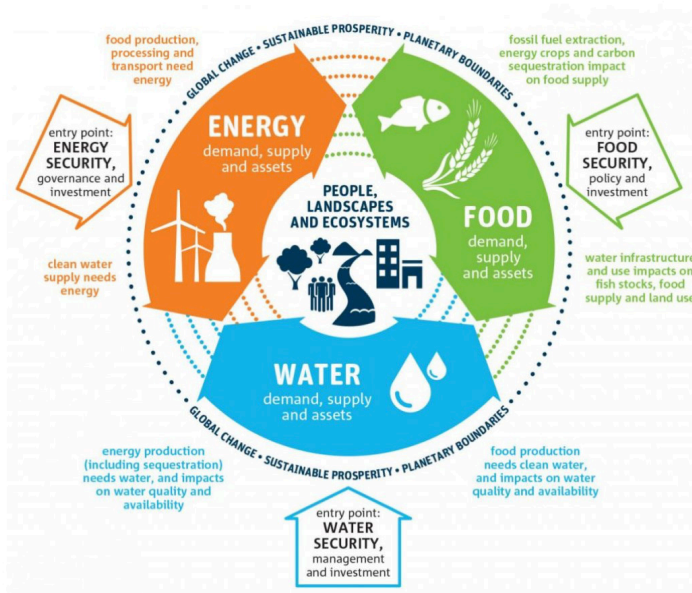 GLOBAL CHANGE • SUSTAINABLE PROSPERITY • PLANETARY BOUNDARIES
food production,
processing and
transport need
energy
fossil fuel extraction,
energy crops and carbon
sequestration impact
on food supply
entry point:
ENERGY
SECURITY,
governance and
investment
ENERGY
demand, supply
and assets
entry point:
FOOD
SECURITY,
policy and
investment
PEOPLE,
LANDSCAPES
AND ECOSYSTEMS
FOOD
demand,
supply
and assets
clean water
supply needs
energy
water infrastructure
and use impacts on
fish stocks, food
supply and land use
WATER
demand, supply
and assets
GLOBAL CHANGE • SUSTAINABLE PROSPERITY • PLANETARY BOUNDARIES
energy production
(including sequestration)
needs water, and impacts
on water quality and
availability
food production
needs clean water,
and impacts on water
quality and availability
entry point:
WATER
SECURITY,
management
and investment